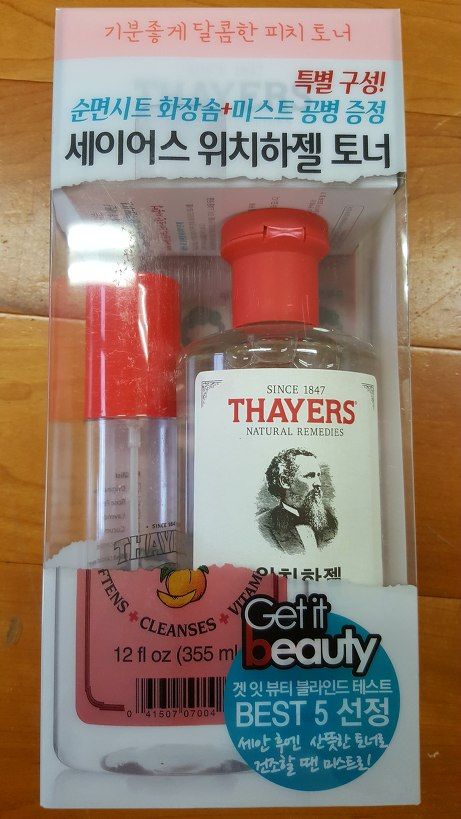 기분좋게 달콤한 피치 토너
특별 구성!
순면시트 화장솜+미스트 공병 증정
세이어스 위치하젤 토너
SINCE 1847
THAYERS
NATURAL REMEDIES
위치하젤
SINCE 184
THAY
FTENS + CLEANSES + VITAM
12 fl oz (355 ml
0 41507 07004
Get it
beauty
겟 잇 뷰티 블라인드 테스트
BEST 5 선정
세안 후엔 산뜻한 토너로
건조할 땐 미스트로!